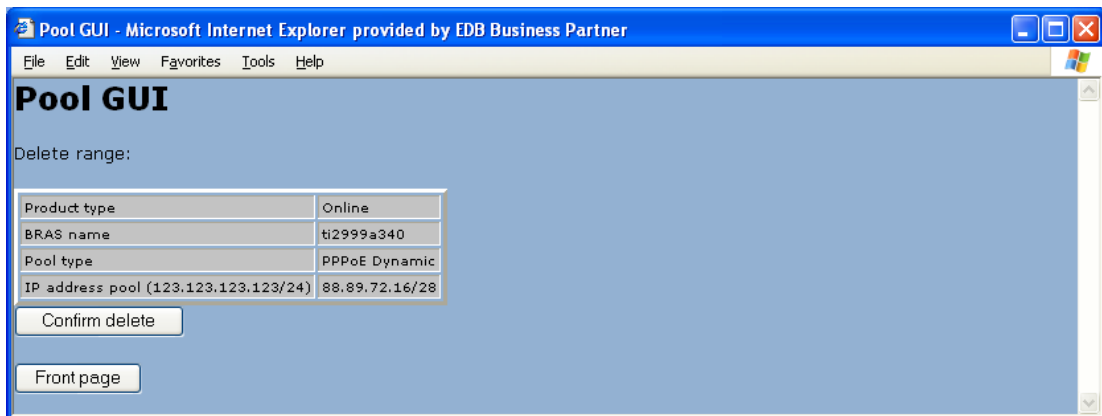 Pool GUI - Microsoft Internet Explorer provided by EDB Business Partner
File Edit View Favorites Tools Help
Pool GUI
Delete range:
Product type Online
BRAS name ti2999a340
Pool type PPPoE Dynamic
IP address pool (123.123.123.123/24) 88.89.72.16/28
Confirm delete
Front page